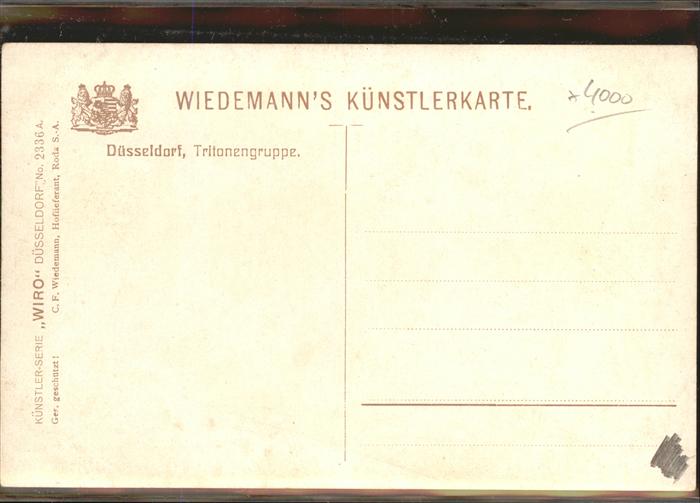 WIEDEMANN'S KÜNSTLERKARTE.
*4000
Düsseldorf, Tritonengruppe.
KÜNSTLER-SERIE „WIRO“ DÜSSELDORF, No. 2336 A.
C. F. Wiedemann, Hoflieferant, Roda S.-A.
Ges. geschützt!